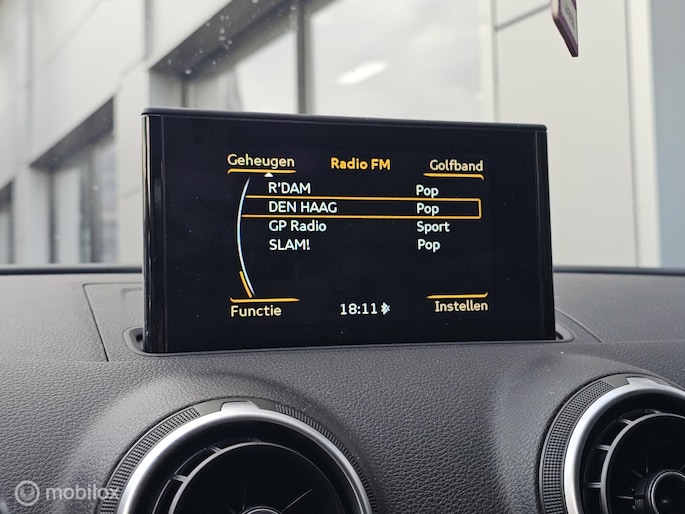 Geheugen Radio FM Golfband
R'DAM Pop
DEN HAAG Pop
GP Radio Sport
SLAM! Pop
Functie 18:11 Instellen
mobilox